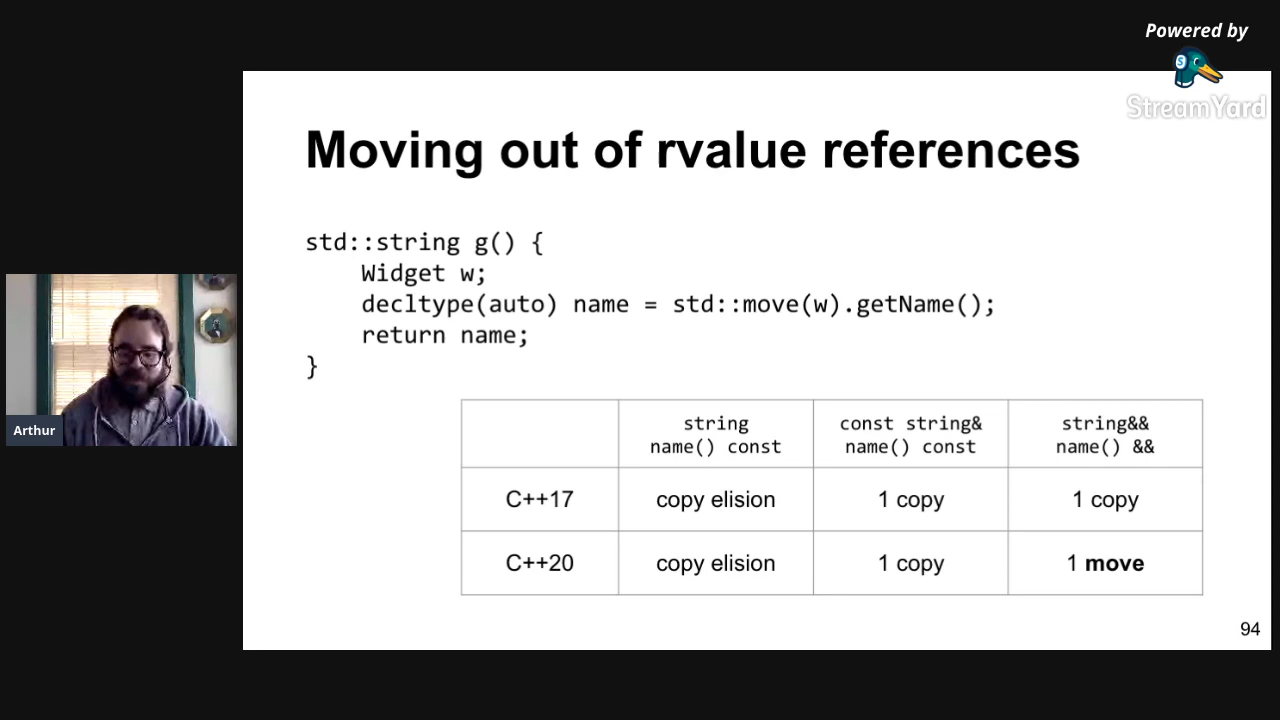 Powered by
StreamYard
Moving out of rvalue references
std::string g() {
    Widget w;
    decltype(auto) name = std::move(w).getName();
    return name;
}
string
name() const
const string&
name() const
string&&
name() &&
C++17
copy elision
1 copy
1 copy
C++20
copy elision
1 copy
1 move
Arthur
94